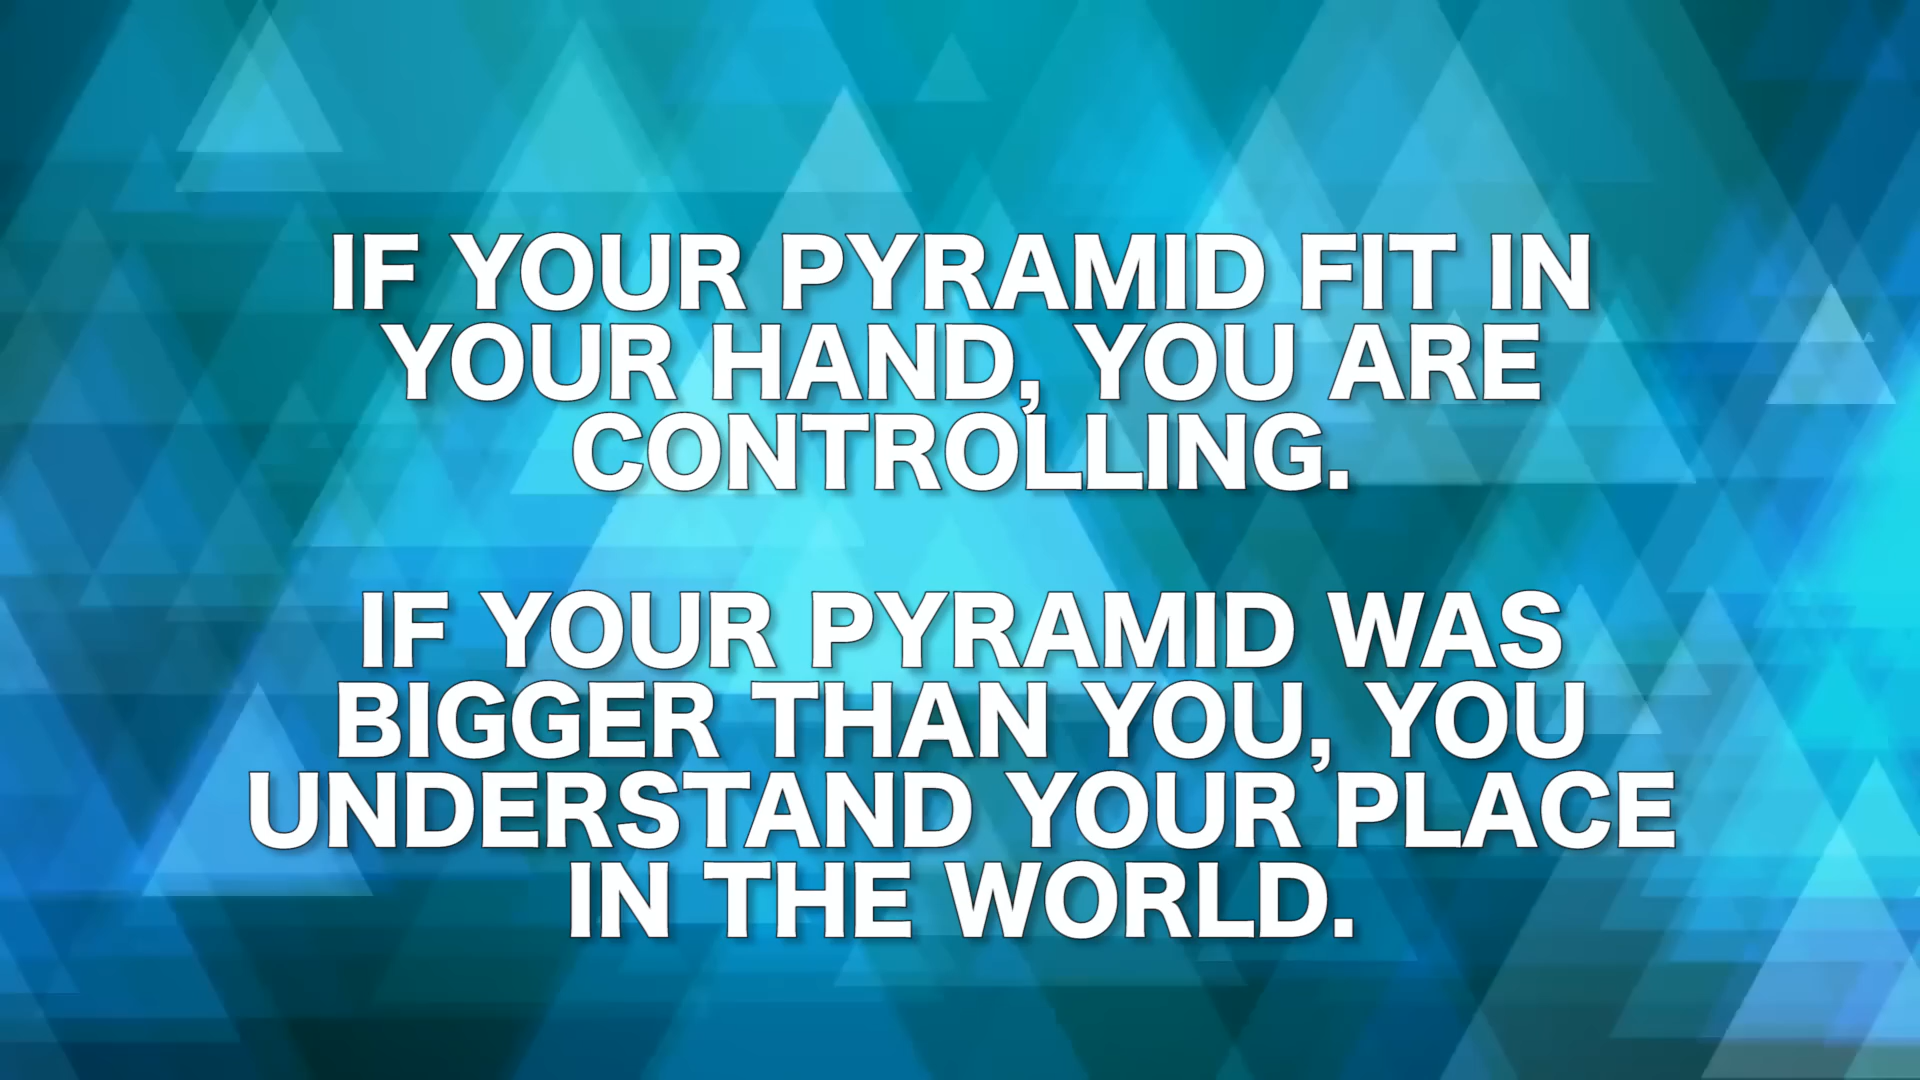 IF YOUR PYRAMID FIT IN
YOUR HAND, YOU ARE
CONTROLLING.
IF YOUR PYRAMID WAS
BIGGER THAN YOU, YOU
UNDERSTAND YOUR PLACE
IN THE WORLD.